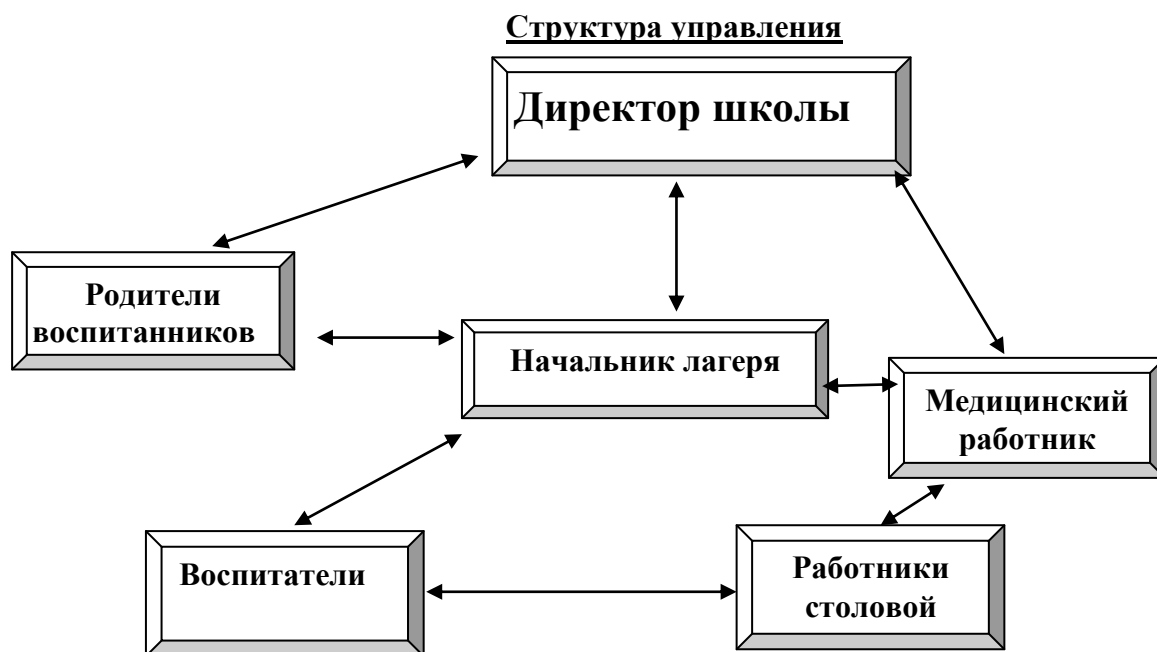 Структура управления
Директор школы
Родители
воспитанников
Начальник лагеря
Медицинский
работник
Воспитатели
Работники
столовой